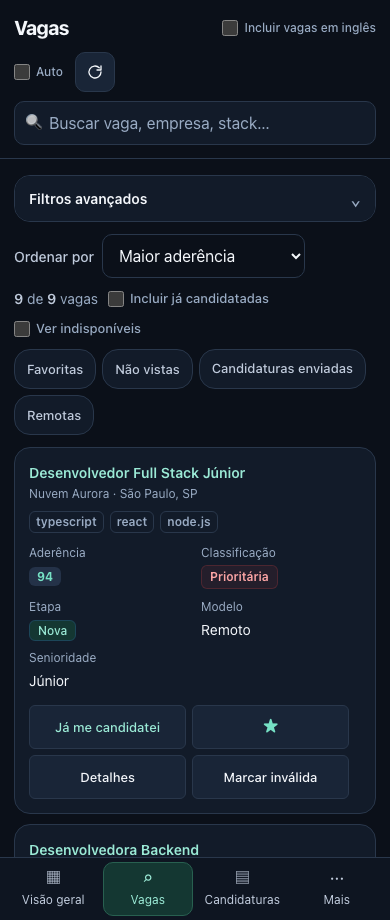 Vagas
Incluir vagas em inglês
Auto
Buscar vaga, empresa, stack...
Filtros avançados
Ordenar por
Maior aderência
9 de 9 vagas
Incluir já candidatadas
Ver indisponíveis
Favoritas
Não vistas
Candidaturas enviadas
Remotas
Desenvolvedor Full Stack Júnior
Nuvem Aurora · São Paulo, SP
typescript
react
node.js
Aderência
Classificação
94
Prioritária
Etapa
Modelo
Nova
Remoto
Senioridade
Júnior
Já me candidatei
Detalhes
Marcar inválida
Desenvolvedora Backend
Visão geral
Vagas
Candidaturas
Mais